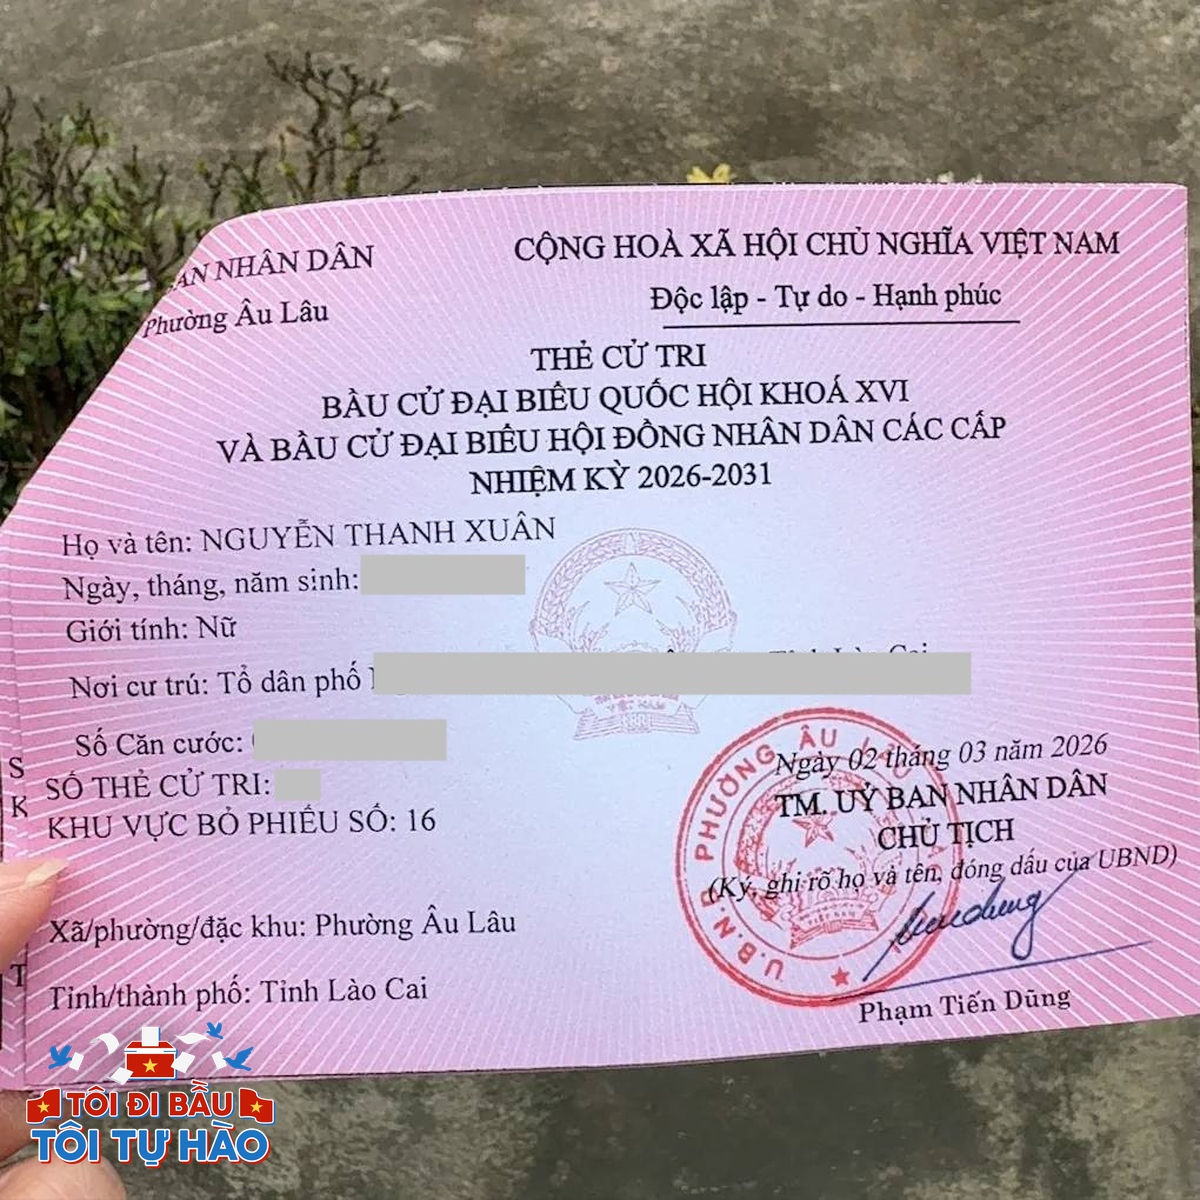 AN NHÂN DÂN
Phường Âu Lâu
CỘNG HOÀ XÃ HỘI CHỦ NGHĨA VIỆT NAM
Độc lập - Tự do - Hạnh phúc
THẺ CỬ TRI
BẦU CỬ ĐẠI BIỂU QUỐC HỘI KHOÁ XVI
VÀ BẦU CỬ ĐẠI BIỂU HỘI ĐỒNG NHÂN DÂN CÁC CẤP
NHIỆM KỲ 2026-2031
Họ và tên: NGUYỄN THANH XUÂN
Ngày, tháng, năm sinh:
Giới tính: Nữ
Nơi cư trú: Tổ dân phố
Số Căn cước:
SỐ THẺ CỬ TRI:
KHU VỰC BỎ PHIẾU SỐ: 16
Xã/phường/đặc khu: Phường Âu Lâu
Tỉnh/thành phố: Tỉnh Lào Cai
Ngày 02 tháng 03 năm 2026
TM. UỶ BAN NHÂN DÂN
CHỦ TỊCH
(Ký, ghi rõ họ và tên, đóng dấu của UBND)
U.B.N.D PHƯỜNG ÂU LÂU
VIỆT NAM
Phạm Tiến Dũng
S
K
T
TÔI ĐI BẦU
TÔI TỰ HÀO